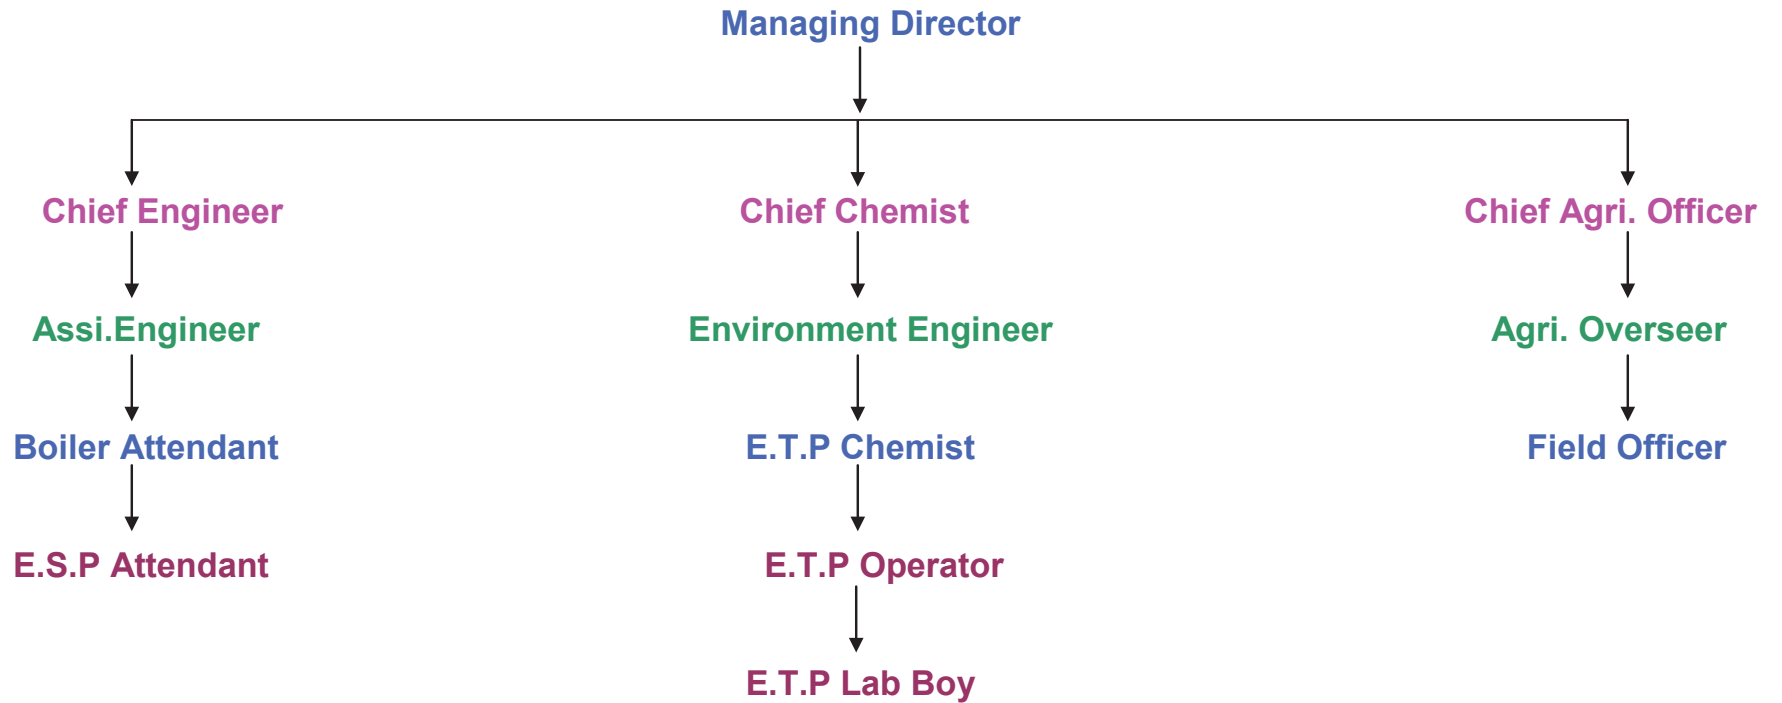 Managing Director
Chief Engineer
Chief Chemist
Chief Agri. Officer
Assi.Engineer
Environment Engineer
Agri. Overseer
Boiler Attendant
E.T.P Chemist
Field Officer
E.S.P Attendant
E.T.P Operator
E.T.P Lab Boy